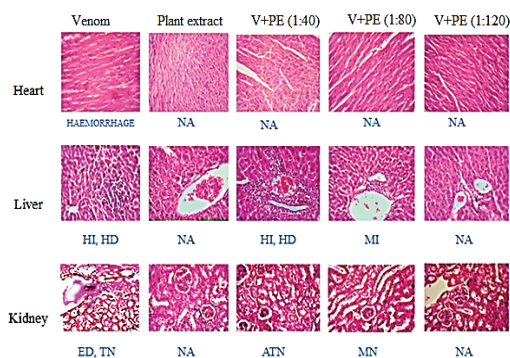 Venom Plant extract V+PE (1:40) V+PE (1:80) V+PE (1:120)
Heart
HAEMORRHAGE NA NA NA NA
Liver
HI, HD NA HI, HD MI NA
Kidney
ED, TN NA ATN MN NA